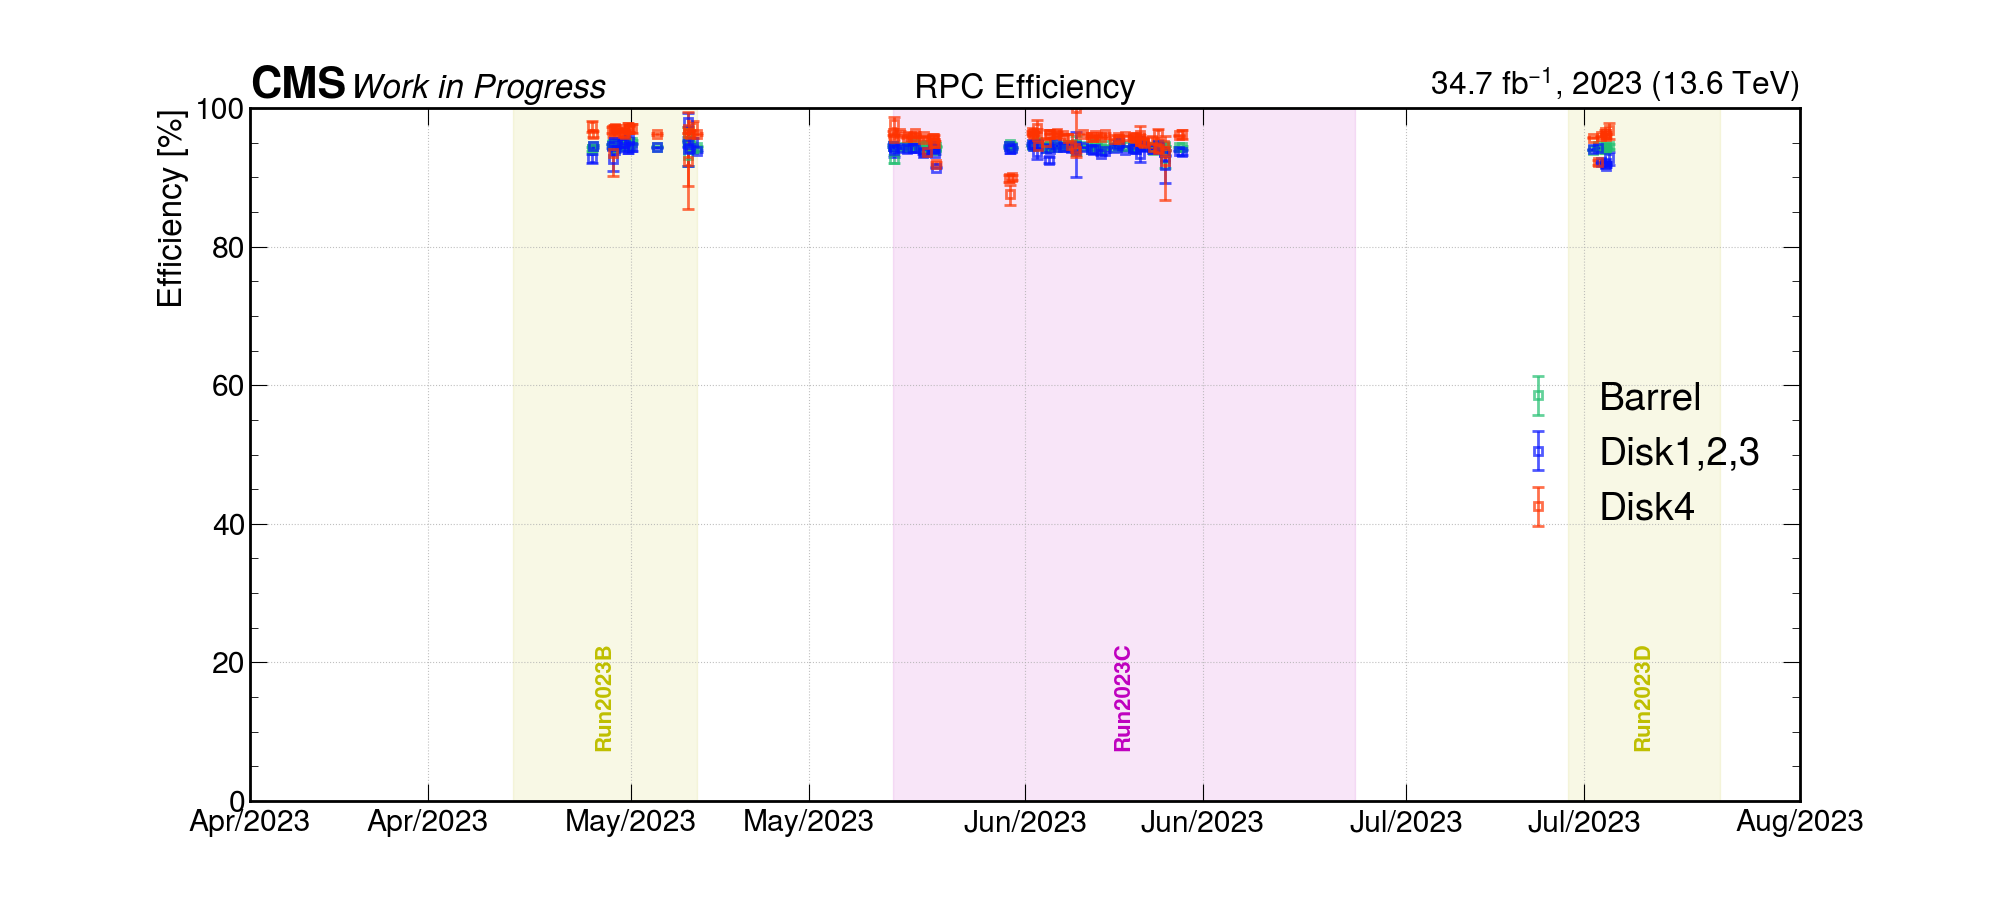 CMS Work in Progress
RPC Efficiency
34.7 fb⁻¹, 2023 (13.6 TeV)
Efficiency [%]
100
80
60
40
20
0
Barrel
Disk1,2,3
Disk4
Run2023B
Run2023C
Run2023D
Apr/2023 Apr/2023 May/2023 May/2023 Jun/2023 Jun/2023 Jul/2023 Jul/2023 Aug/2023